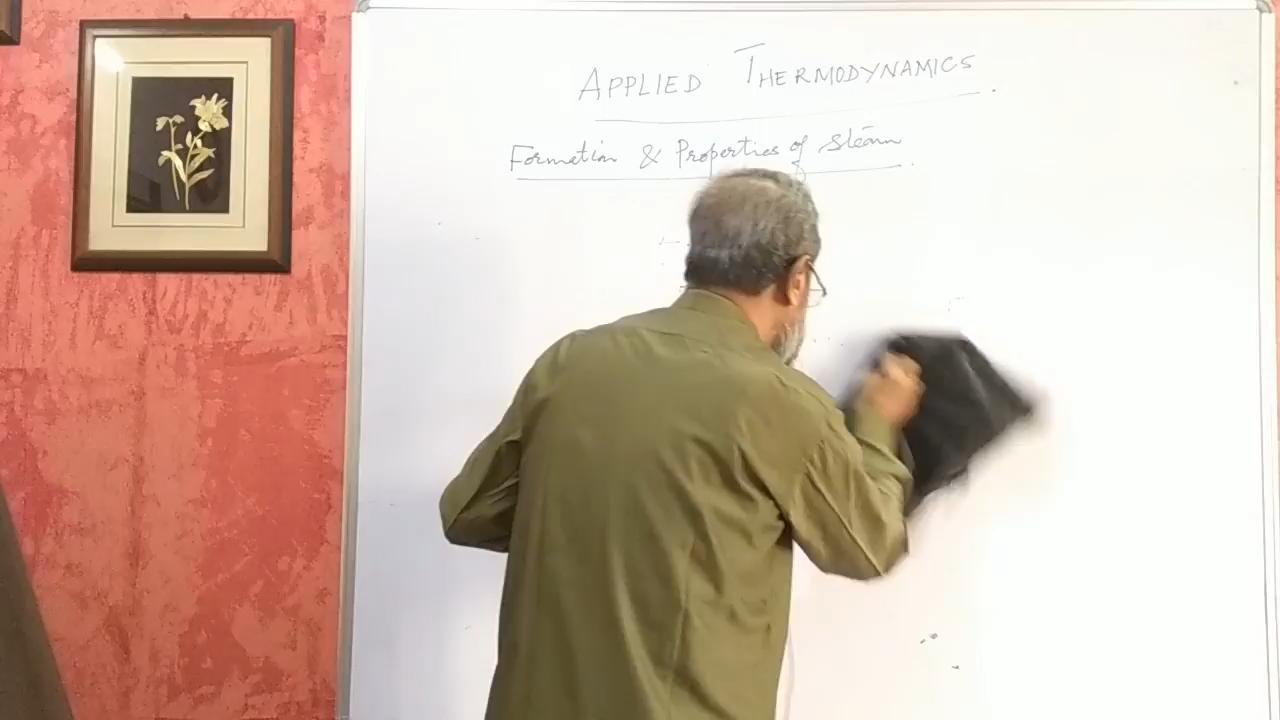 APPLIED THERMODYNAMICS.
Formation & Properties of Steam.